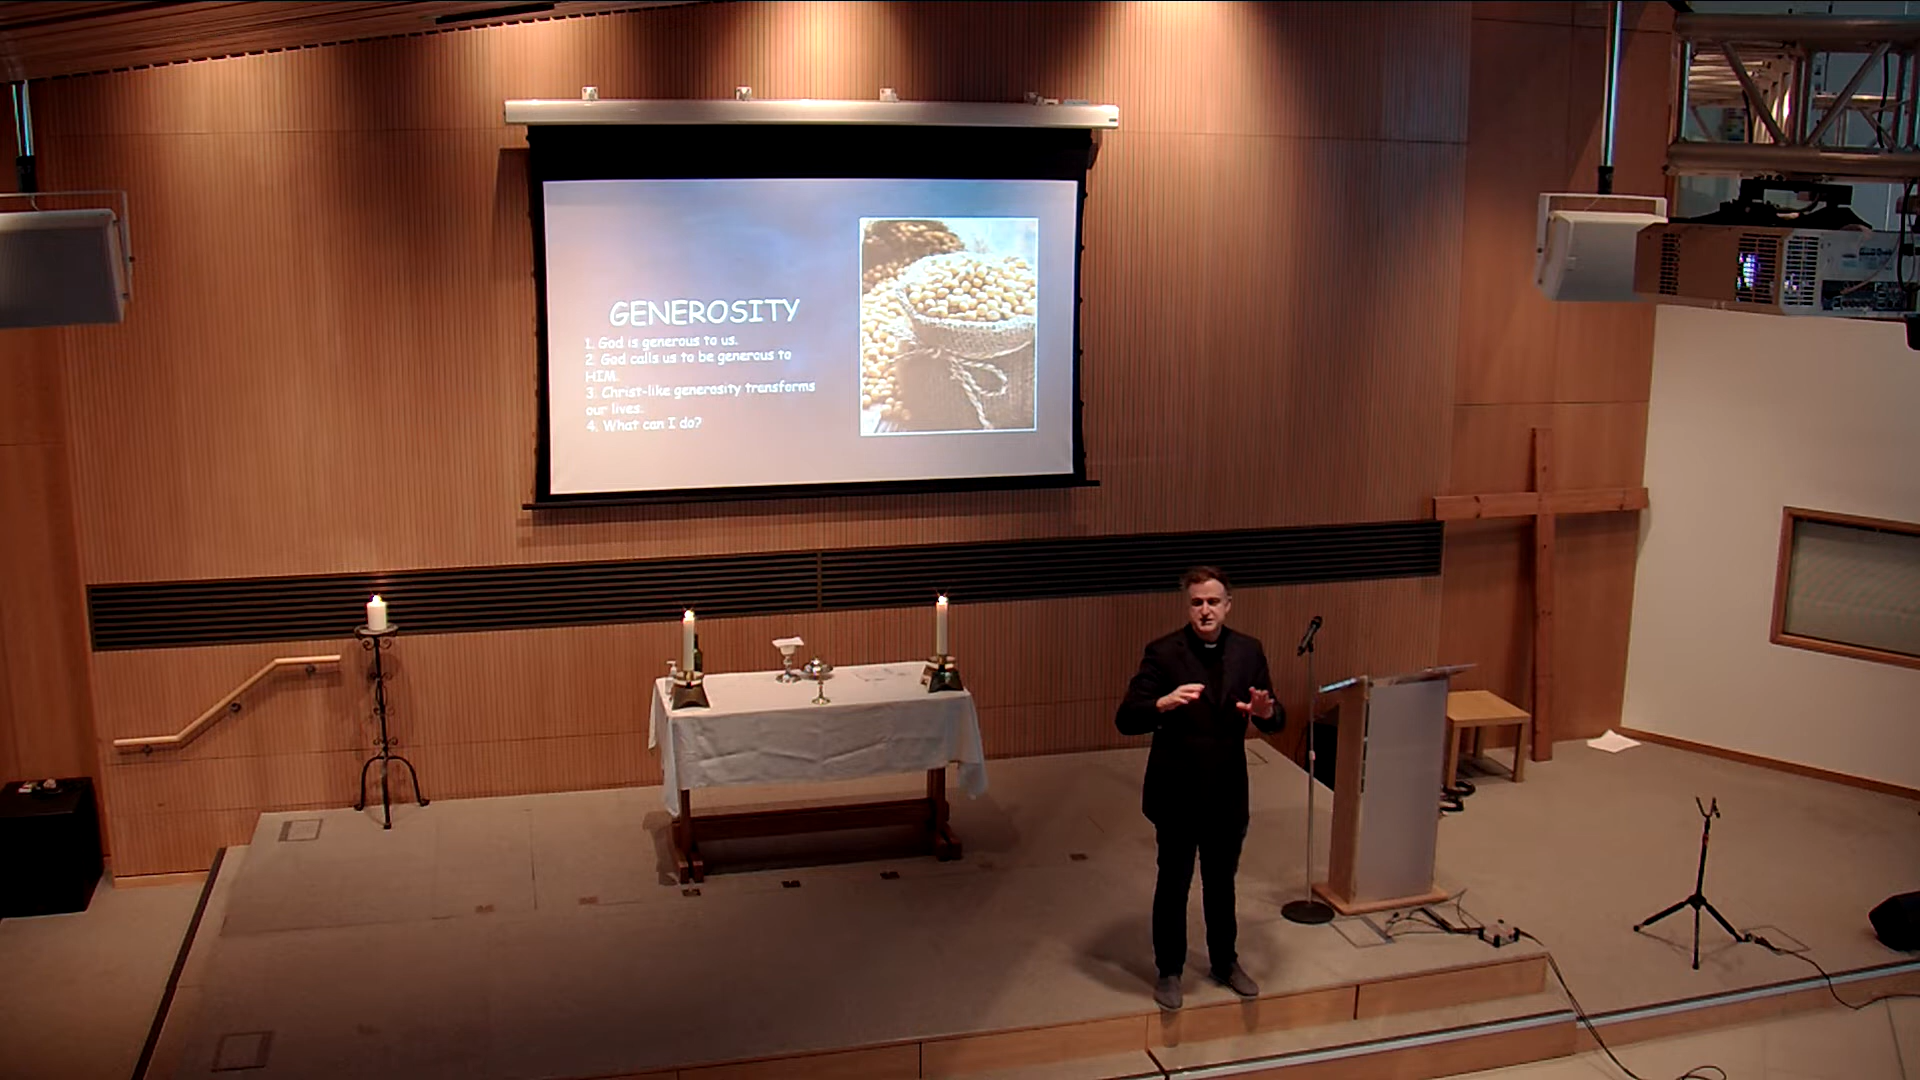 GENEROSITY
1. God is generous to us.
2. God calls us to be generous to
HIM.
3. Christ-like generosity transforms
our lives.
4. What can I do?